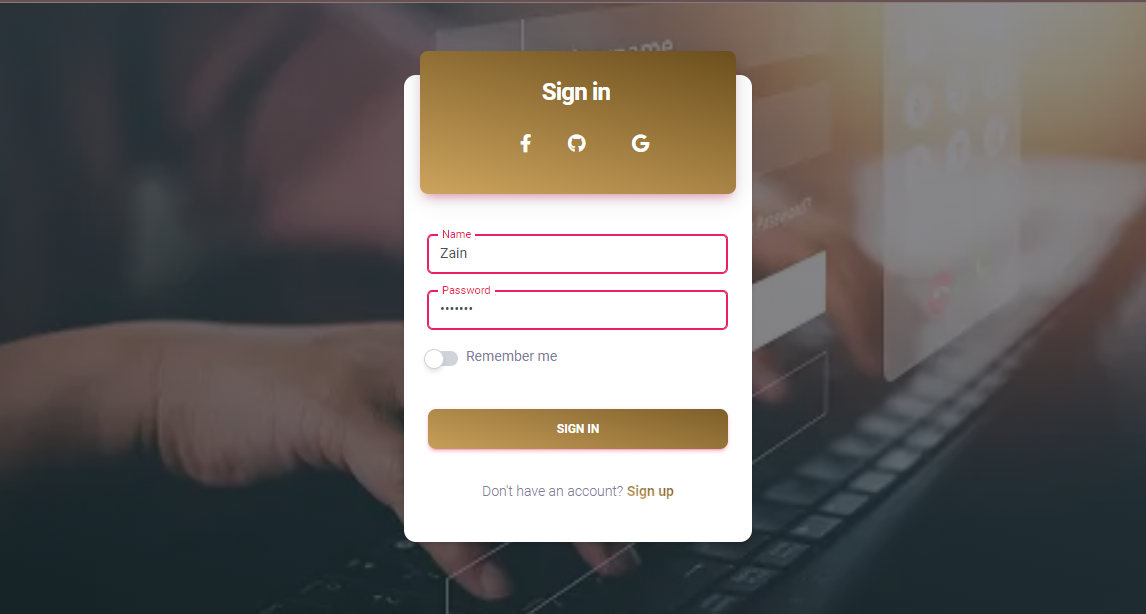 Sign in
Name
Zain
Password
•••••••
Remember me
SIGN IN
Don't have an account? Sign up